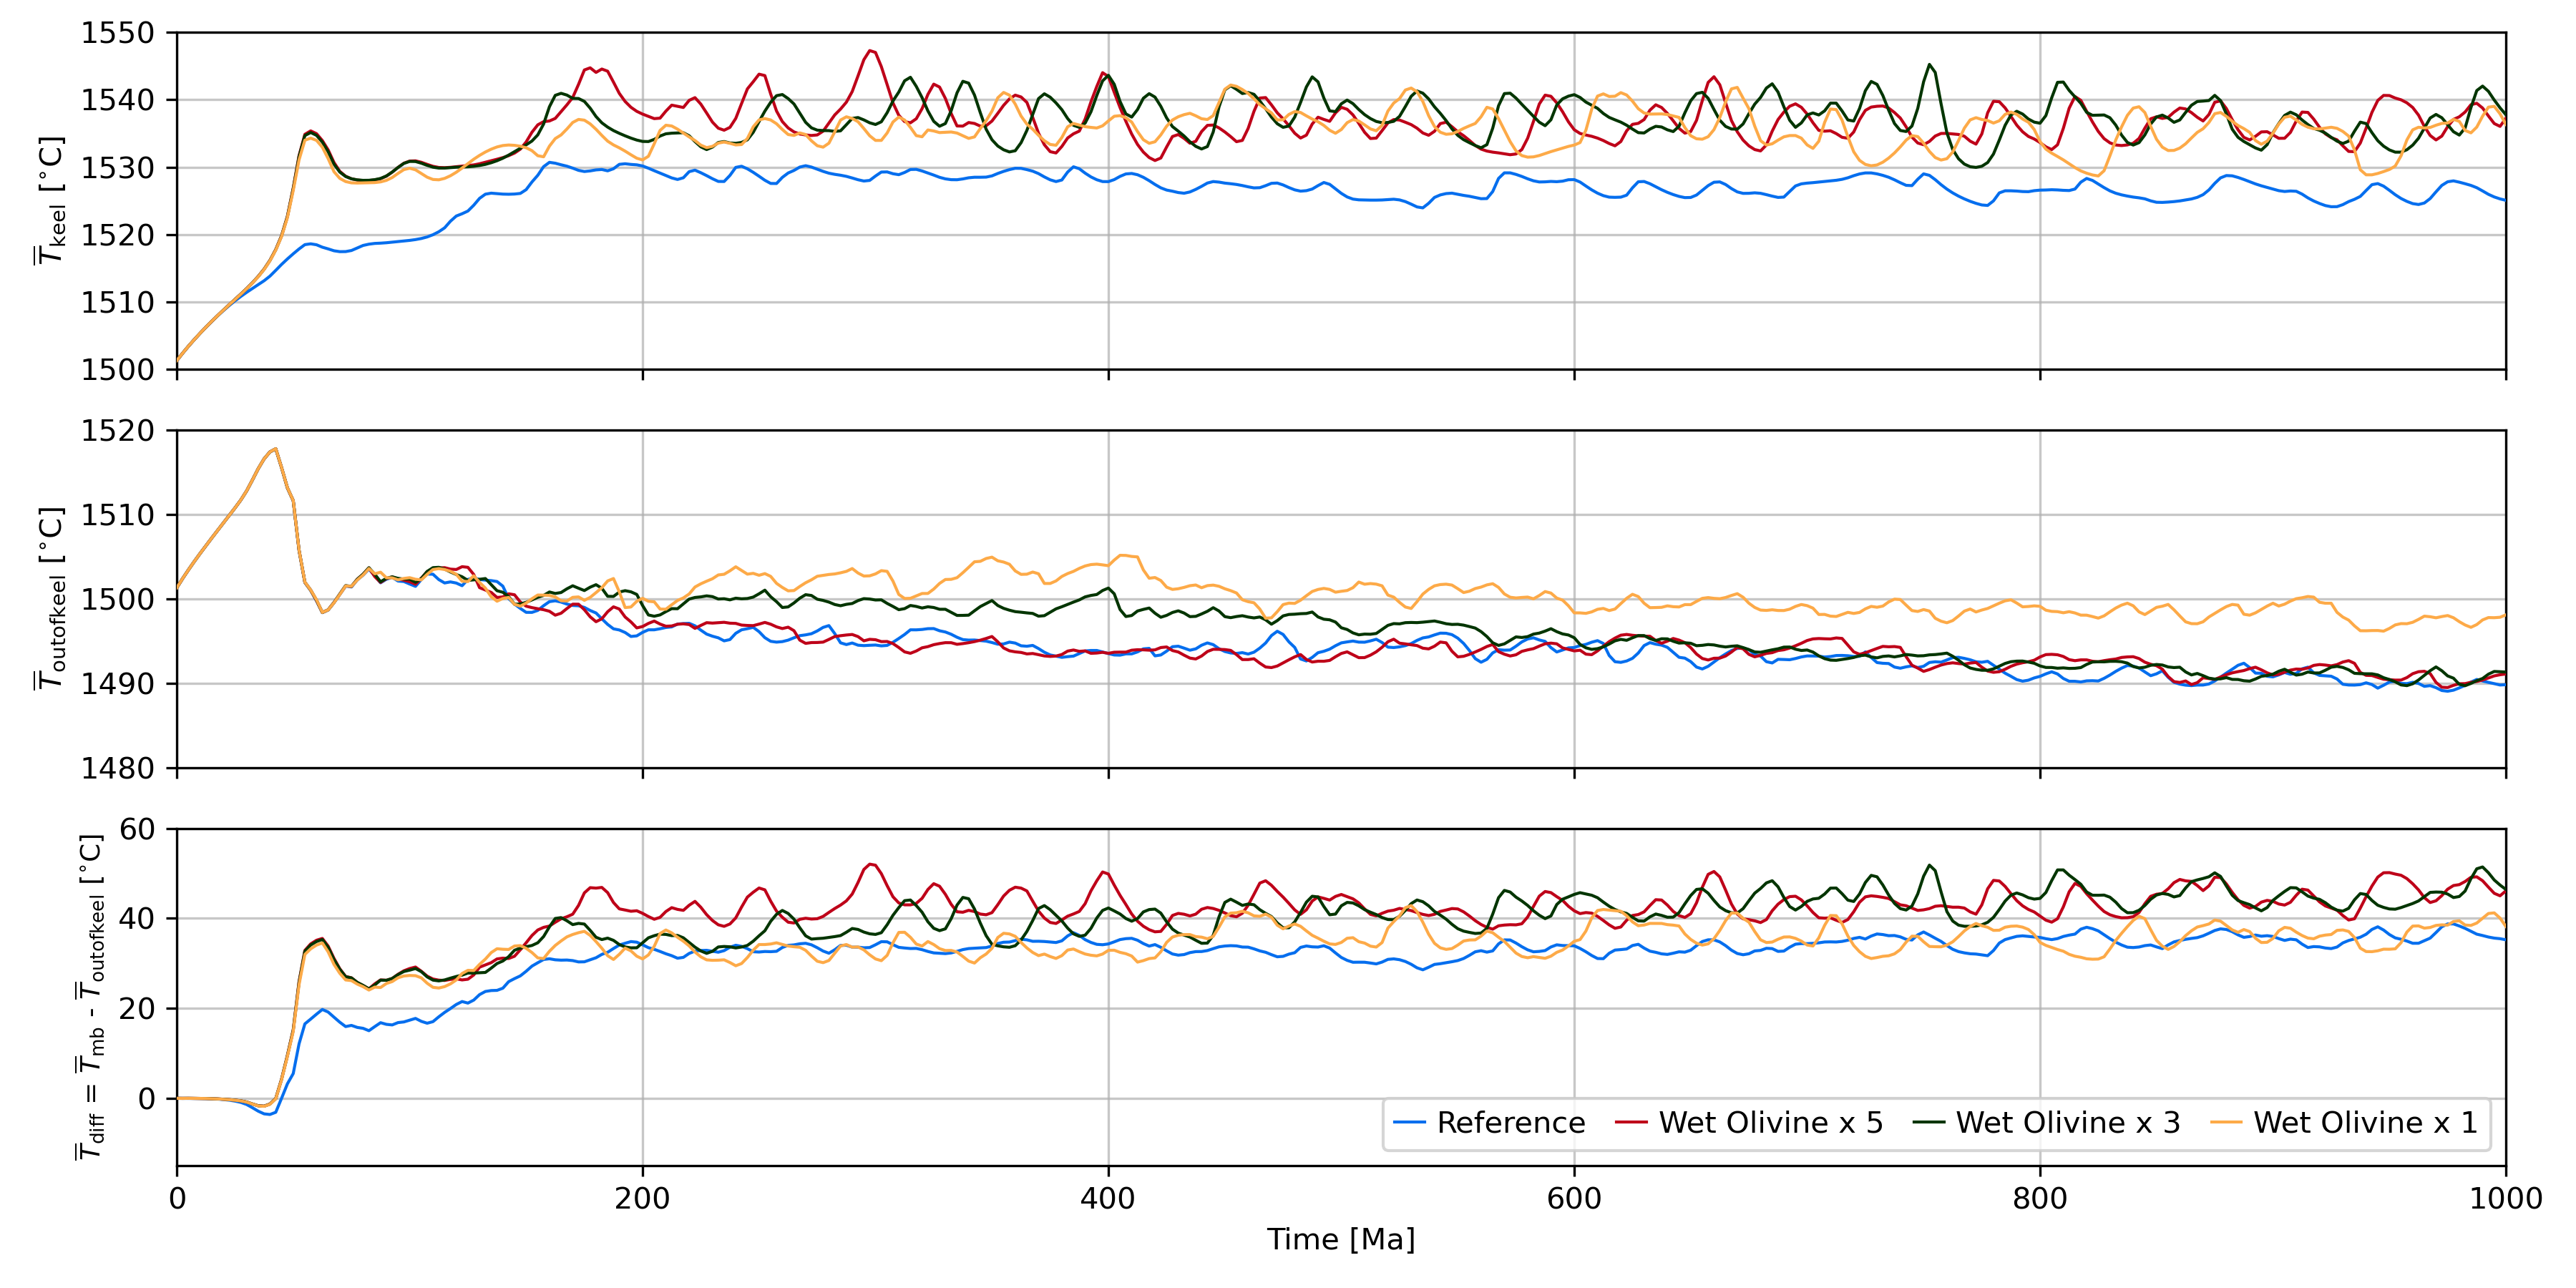 1550
1540
1530
1520
1510
1500
T̅keel [°C]
1520
1510
1500
1490
1480
T̅outofkeel [°C]
60
40
20
0
T̅diff = T̅mb - T̅outofkeel [°C]
Reference Wet Olivine x 5 Wet Olivine x 3 Wet Olivine x 1
0 200 400 600 800 1000
Time [Ma]